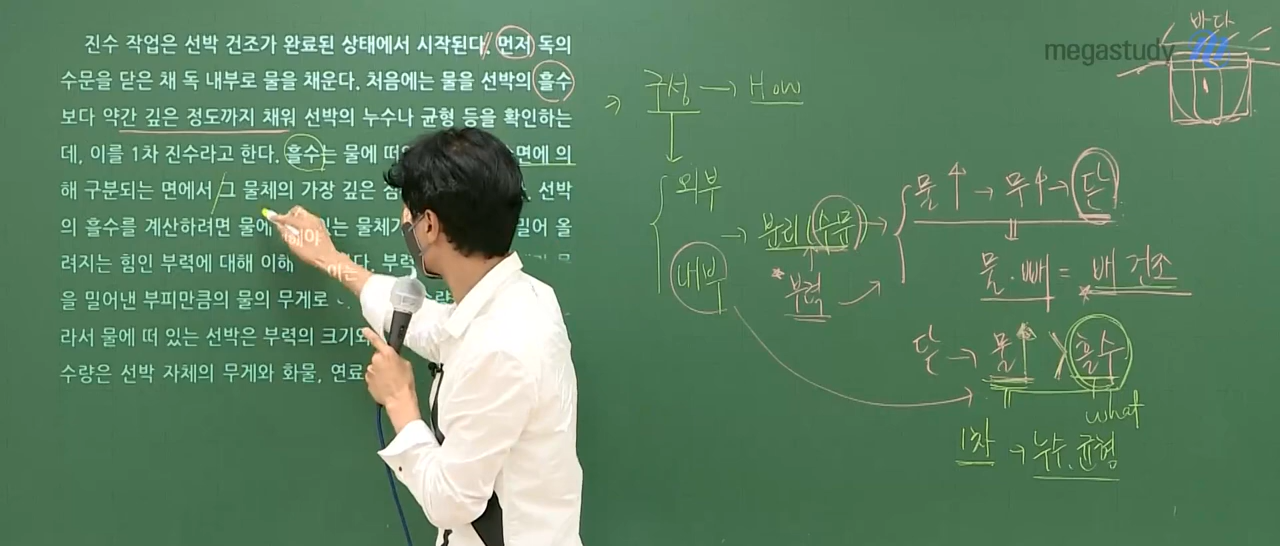 진수 작업은 선박 건조가 완료된 상태에서 시작된다. 먼저 독의
수문을 닫은 채 독 내부로 물을 채운다. 처음에는 물을 선박의 흘수
보다 약간 깊은 정도까지 채워 선박의 누수나 균형 등을 확인하는
데, 이를 1차 진수라고 한다. 흘수는 물에 면에 의
해 구분되는 면에서 그 물체의 가장 깊은 선박
의 흘수를 계산하려면 물에 는 물체가 밀어 올
려지는 힘인 부력에 대해 이해해야
을 밀어낸 부피만큼의 물의 무게로
라서 물에 떠 있는 선박은 부력의 크기와
수량은 선박 자체의 무게와 화물, 연료
바다
megastudy
→ 구성 → How
외부
내부
→ 분리 (수문) →
* 부력
물↑ → 무↑ → 닫
물·빼 = 배 건조
*
닫 → 물↑ 흘수
what
1차 → 누수, 균형